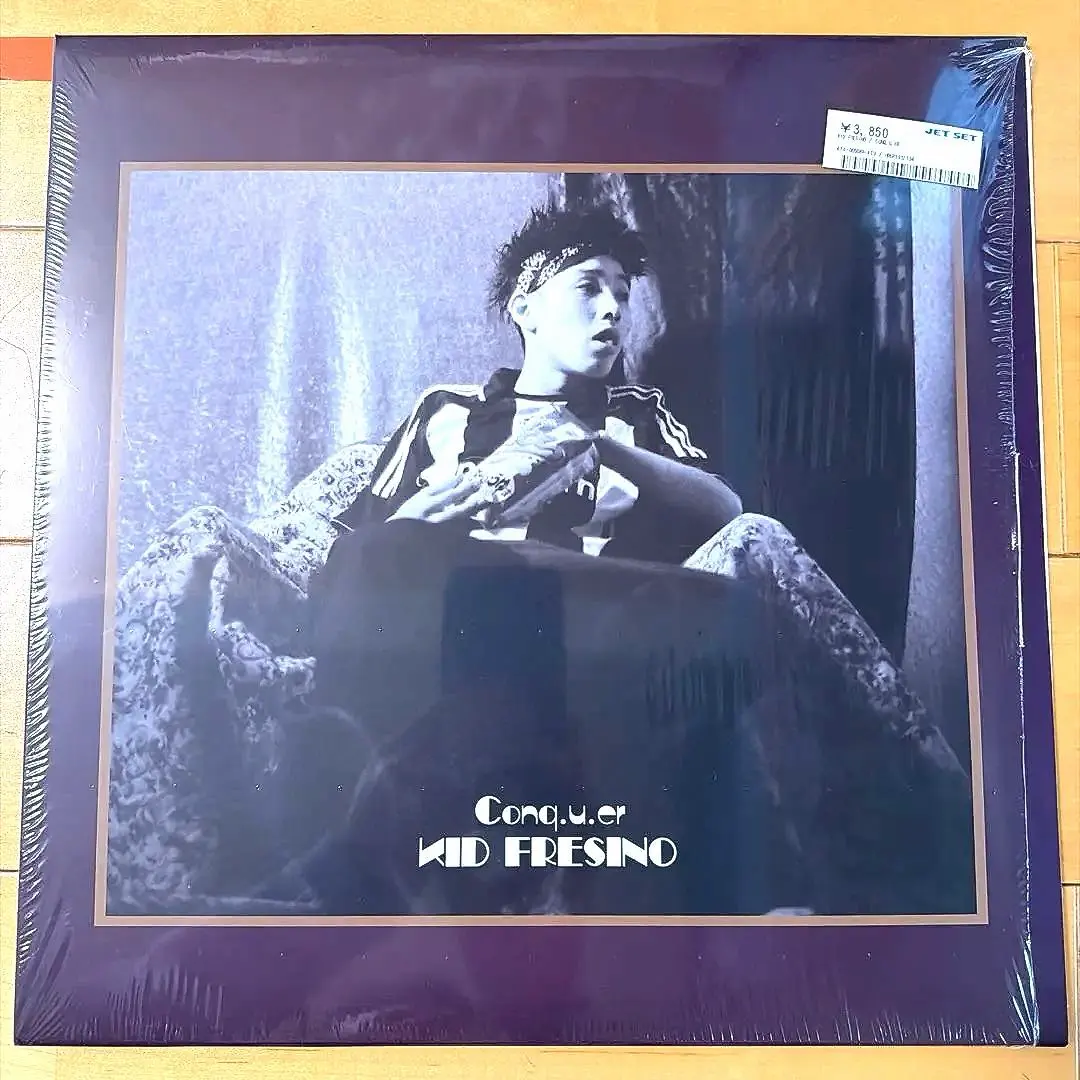 ¥3,850 JET SET
Conq.u.er
KID FRESINO